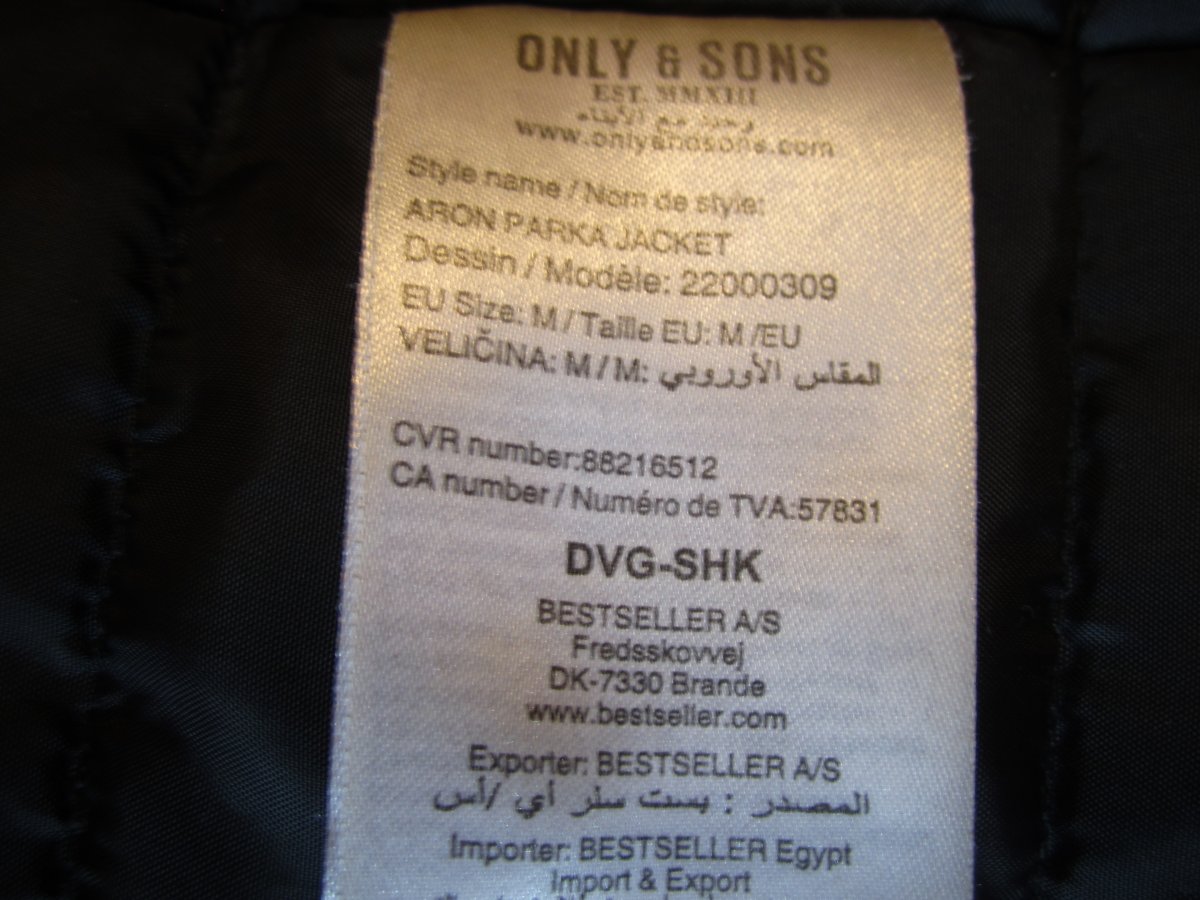 ONLY & SONS
EST. MMXIII
وحدة مع الأبناء
www.onlyandsons.com
Style name / Nom de style:
ARON PARKA JACKET
Dessin / Modèle: 22000309
EU Size: M / Taille EU: M /EU
VELIČINA: M / M: المقاس الأوروبي
CVR number:88216512
CA number / Numéro de TVA:57831
DVG-SHK
BESTSELLER A/S
Fredsskovvej
DK-7330 Brande
www.bestseller.com
Exporter: BESTSELLER A/S
المصدر : بست سلر أي /أس
Importer: BESTSELLER Egypt
Import & Export